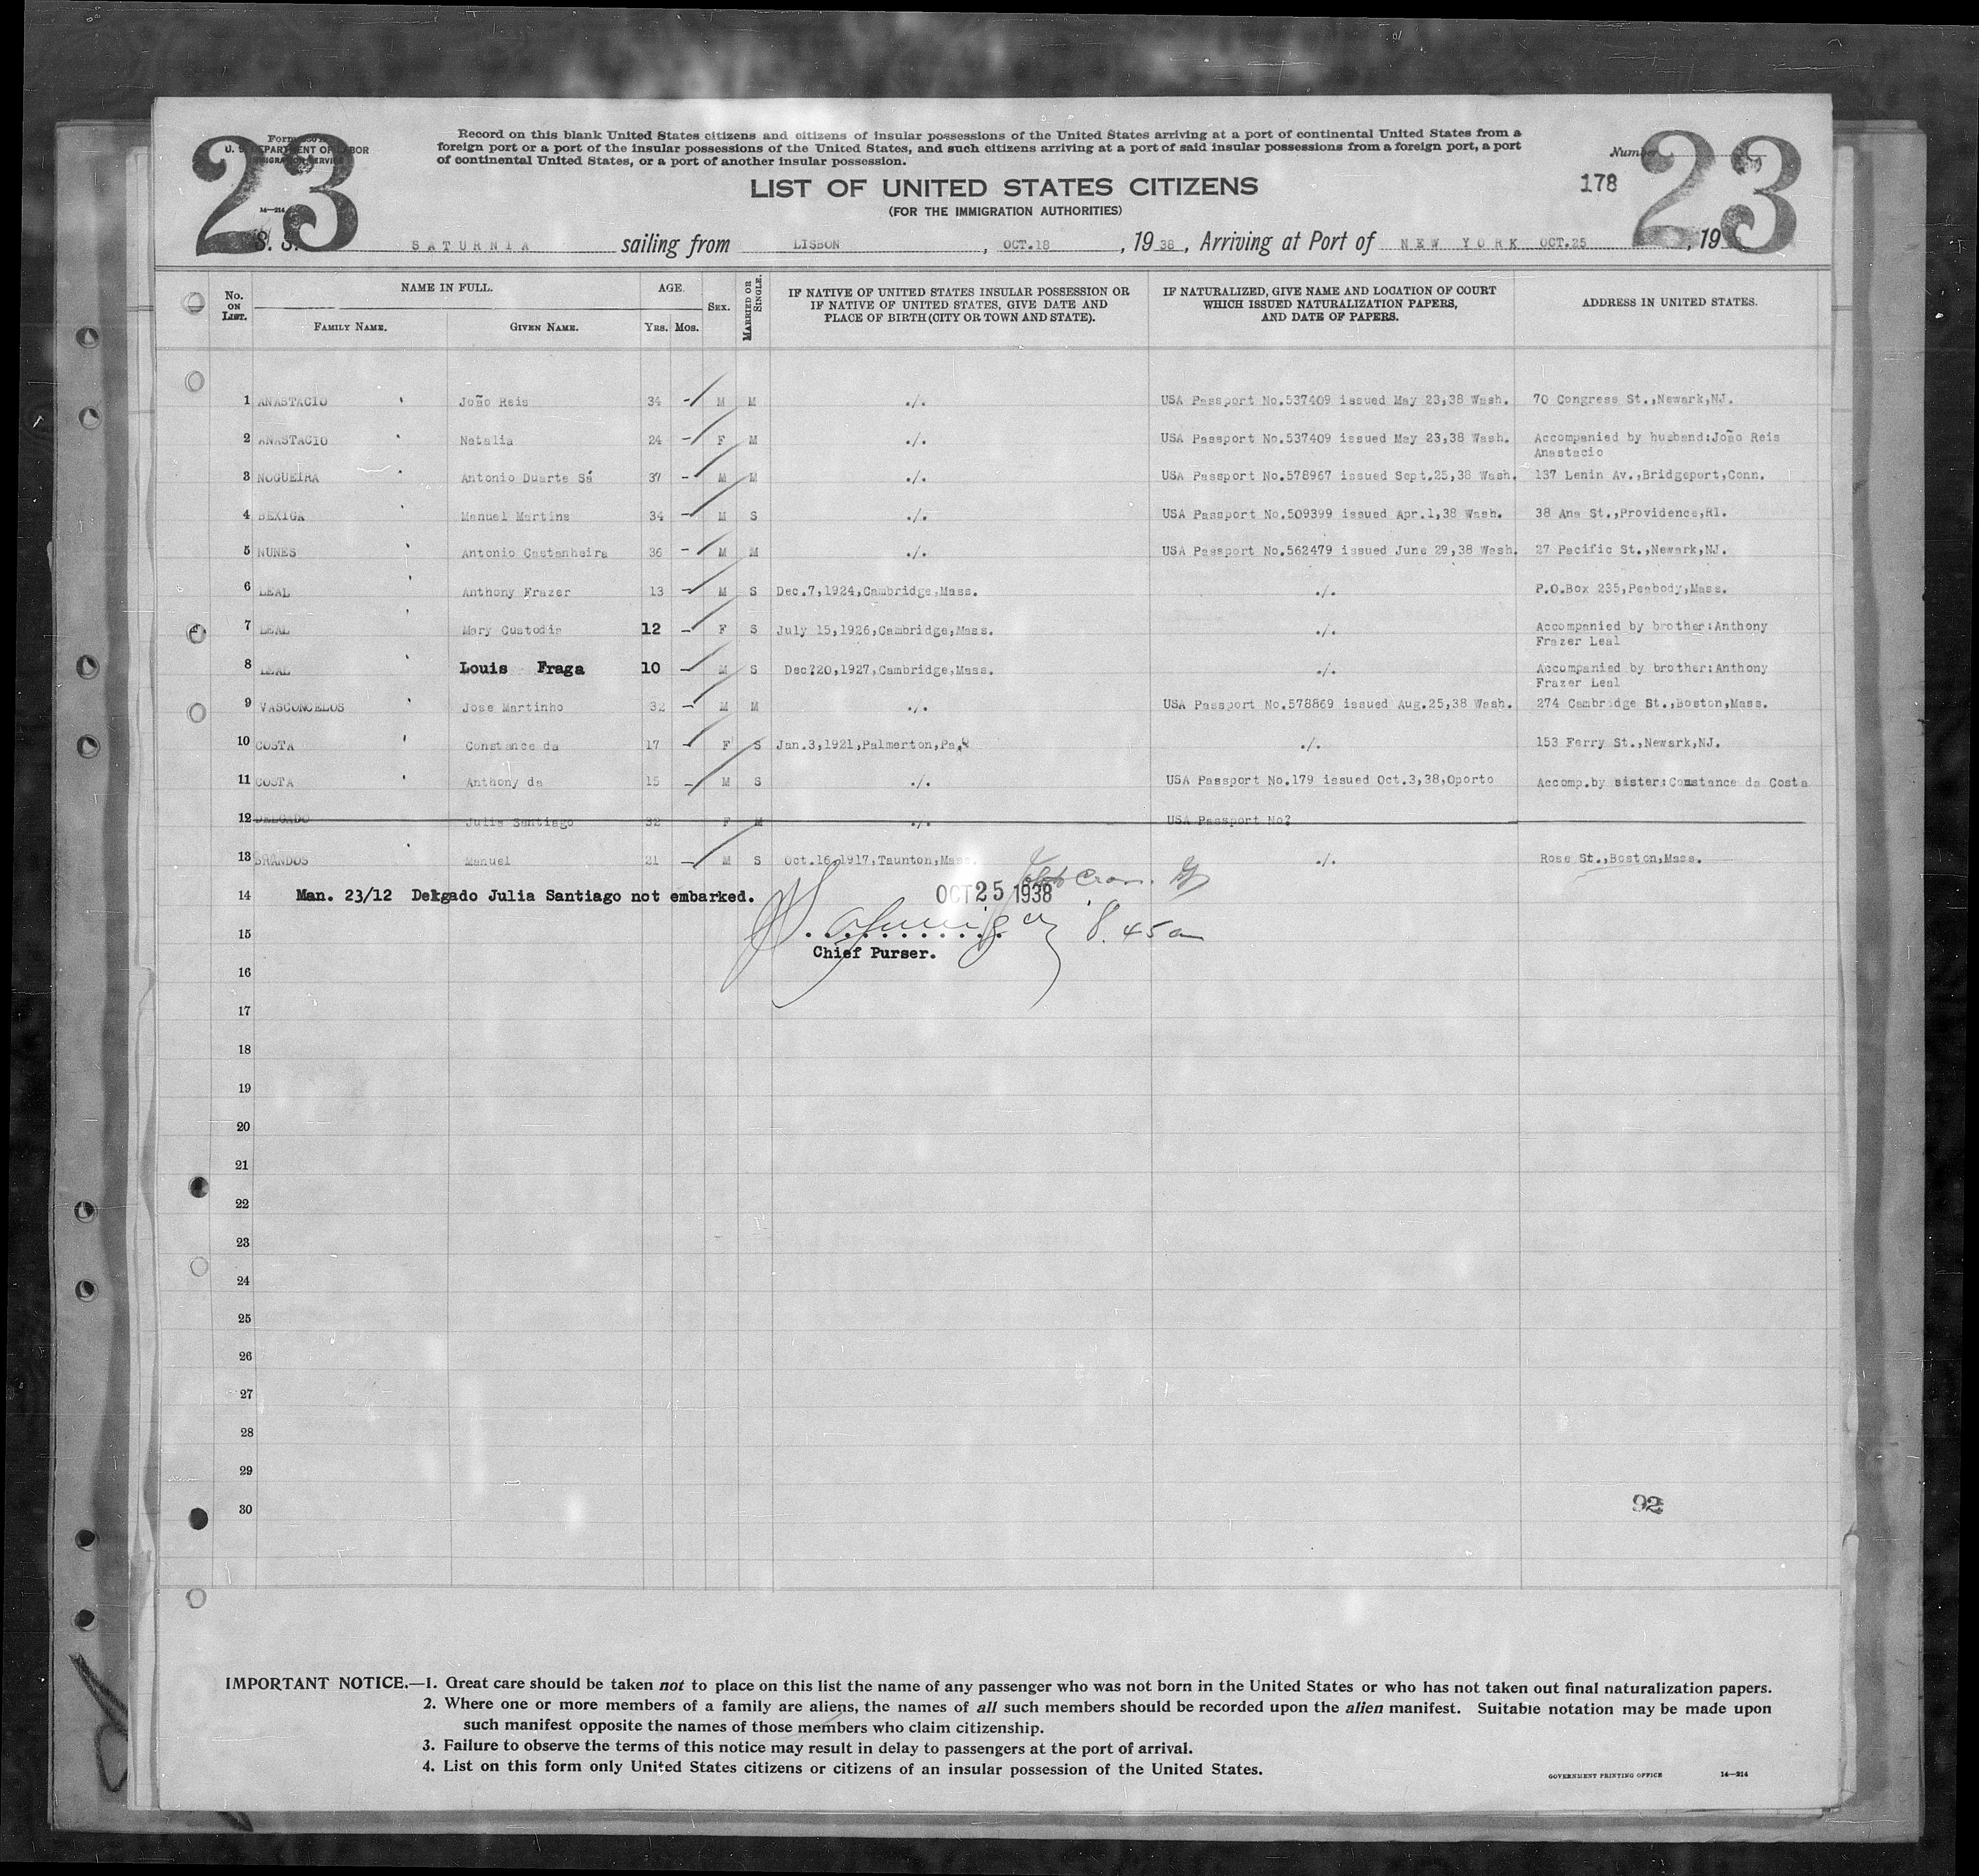 23
U. S. DEPARTMENT OF LABOR
IMMIGRATION SERVICE
14—214
Record on this blank United States citizens and citizens of insular possessions of the United States arriving at a port of continental United States from a
foreign port or a port of the insular possessions of the United States, and such citizens arriving at a port of said insular possessions from a foreign port, a port
of continental United States, or a port of another insular possession.
Number
23
178
LIST OF UNITED STATES CITIZENS
(FOR THE IMMIGRATION AUTHORITIES)
S. S. SATURNIA sailing from LISBON, OCT.18, 1938, Arriving at Port of NEW YORK OCT.25, 19
No. ON LIST. NAME IN FULL. FAMILY NAME. GIVEN NAME. AGE. YRS. MOS. SEX. MARRIED OR SINGLE. IF NATIVE OF UNITED STATES INSULAR POSSESSION OR IF NATIVE OF UNITED STATES, GIVE DATE AND PLACE OF BIRTH (CITY OR TOWN AND STATE). IF NATURALIZED, GIVE NAME AND LOCATION OF COURT WHICH ISSUED NATURALIZATION PAPERS, AND DATE OF PAPERS. ADDRESS IN UNITED STATES.
1 ANASTACIO João Reis 34 - M M ./. USA Passport No.537409 issued May 23,38 Wash. 70 Congress St.,Newark,NJ.
2 ANASTACIO Natalia 24 - F M ./. USA Passport No.537409 issued May 23,38 Wash. Accompanied by husband:João Reis
Anastacio
3 NOGUEIRA Antonio Duarte Sá 37 - M M ./. USA Passport No.578967 issued Sept.25,38 Wash. 137 Lenin Av.,Bridgeport,Conn.
4 BEXIGA Manuel Martins 34 - M S ./. USA Passport No.509399 issued Apr.1,38 Wash. 38 Ana St.,Providence,RI.
5 NUNES Antonio Castanheira 36 - M M ./. USA Passport No.562479 issued June 29,38 Wash. 27 Pacific St.,Newark,NJ.
6 LEAL Anthony Frazer 13 - M S Dec.7,1924,Cambridge,Mass. ./. P.O.Box 235,Peabody,Mass.
7 LEAL Mary Custodia 12 - F S July 15,1926,Cambridge,Mass. ./. Accompanied by brother:Anthony
Frazer Leal
8 LEAL Louis Fraga 10 - M S Dec?20,1927,Cambridge,Mass. ./. Accompanied by brother:Anthony
Frazer Leal
9 VASCONCELOS Jose Martinho 32 - M M ./. USA Passport No.578869 issued Aug.25,38 Wash. 274 Cambridge St.,Boston,Mass.
10 COSTA Constance da 17 - F S Jan.3,1921,Palmerton,Pa. ./. 153 Ferry St.,Newark,NJ.
11 COSTA Anthony da 15 - M S ./. USA Passport No.179 issued Oct.3,38,Oporto Accomp.by sister:Constance da Costa
12 DELGADO Julia Santiago 32 F M ./. USA Passport No?
13 BRANDOS Manuel 21 - M S Oct.16,1917,Taunton,Mass. ./. Rose St.,Boston,Mass.
14 Man. 23/12 Delgado Julia Santiago not embarked. OCT 25 1938
15 8.45 am
Chief Purser.
16
17
18
19
20
21
22
23
24
25
26
27
28
29
30
92
IMPORTANT NOTICE.—1. Great care should be taken not to place on this list the name of any passenger who was not born in the United States or who has not taken out final naturalization papers.
2. Where one or more members of a family are aliens, the names of all such members should be recorded upon the alien manifest. Suitable notation may be made upon
such manifest opposite the names of those members who claim citizenship.
3. Failure to observe the terms of this notice may result in delay to passengers at the port of arrival.
4. List on this form only United States citizens or citizens of an insular possession of the United States.
GOVERNMENT PRINTING OFFICE 14—214